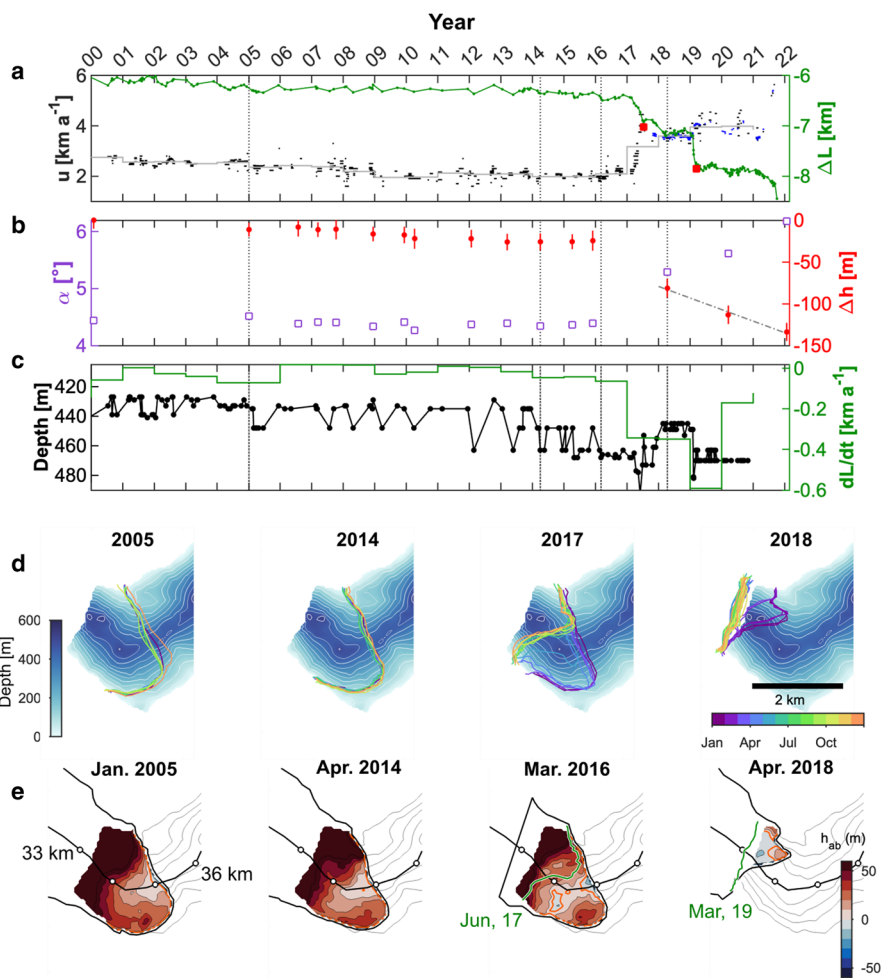 Year
00 01 02 03 04 05 06 07 08 09 10 11 12 13 14 15 16 17 18 19 20 21 22
a
6
4
2
u [km a⁻¹]
-6
-7
-8
ΔL [km]
b
6
5
4
α [°]
0
-50
-100
-150
Δh [m]
c
420
440
460
480
Depth [m]
0
-0.2
-0.4
-0.6
dL/dt [km a⁻¹]
d
2005 2014 2017 2018
600
400
200
0
Depth [m]
2 km
Jan Apr Jul Oct
e
Jan. 2005 Apr. 2014 Mar. 2016 Apr. 2018
33 km
36 km
Jun, 17
Mar, 19
h_ab (m)
50
0
-50